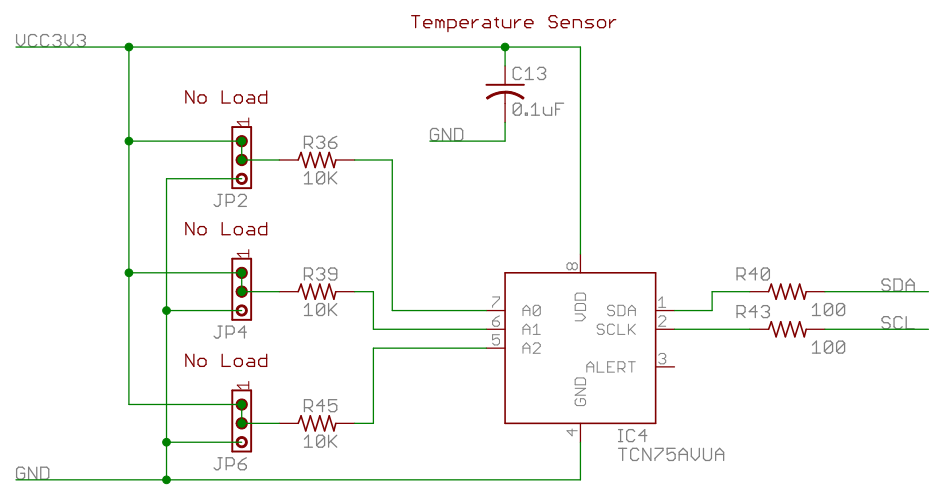 Temperature Sensor
VCC3V3
C13
0.1uF
GND
No Load
1
R36
10K
JP2
No Load
1
R39
10K
JP4
No Load
1
R45
10K
JP6
GND
8
VDD
7 A0
6 A1
5 A2
SDA 1
SCLK 2
ALERT 3
GND
4
IC4
TCN75AVUA
R40
100
SDA
R43
100
SCL